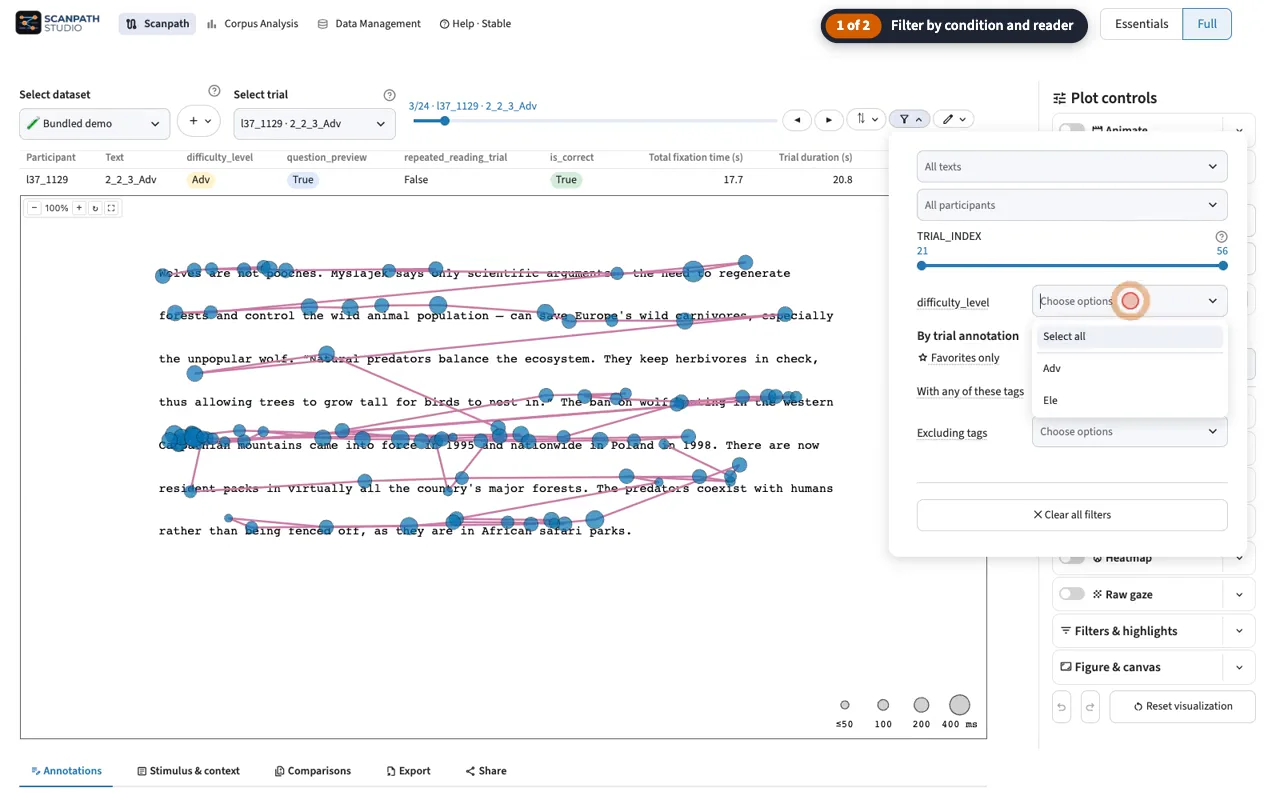 SCANPATH
STUDIO
Scanpath
Corpus Analysis
Data Management
Help · Stable
1 of 2
Filter by condition and reader
Essentials
Full
Select dataset
Select trial
3/24 · l37_1129 · 2_2_3_Adv
Bundled demo
l37_1129 · 2_2_3_Adv
Plot controls
Animate
Participant Text difficulty_level question_preview repeated_reading_trial is_correct Total fixation time (s) Trial duration (s)
l37_1129 2_2_3_Adv Adv True False True 17.7 20.8
− 100% +
Wolves are not pooches. Myslajek says only scientific arguments, the need to regenerate
forests and control the wild animal population — can save Europe's wild carnivores, especially
the unpopular wolf. "Natural predators balance the ecosystem. They keep herbivores in check,
thus allowing trees to grow tall for birds to nest in." The ban on wolf hunting in the western
Carpathian mountains came into force in 1995 and nationwide in Poland in 1998. There are now
resident packs in virtually all the country's major forests. The predators coexist with humans
rather than being fenced off, as they are in African safari parks.
≤50 100 200 400 ms
All texts
All participants
TRIAL_INDEX
21 56
difficulty_level
Choose options
Select all
Adv
Ele
By trial annotation
Favorites only
With any of these tags
Excluding tags
Choose options
Clear all filters
Heatmap
Raw gaze
Filters & highlights
Figure & canvas
Reset visualization
Annotations
Stimulus & context
Comparisons
Export
Share